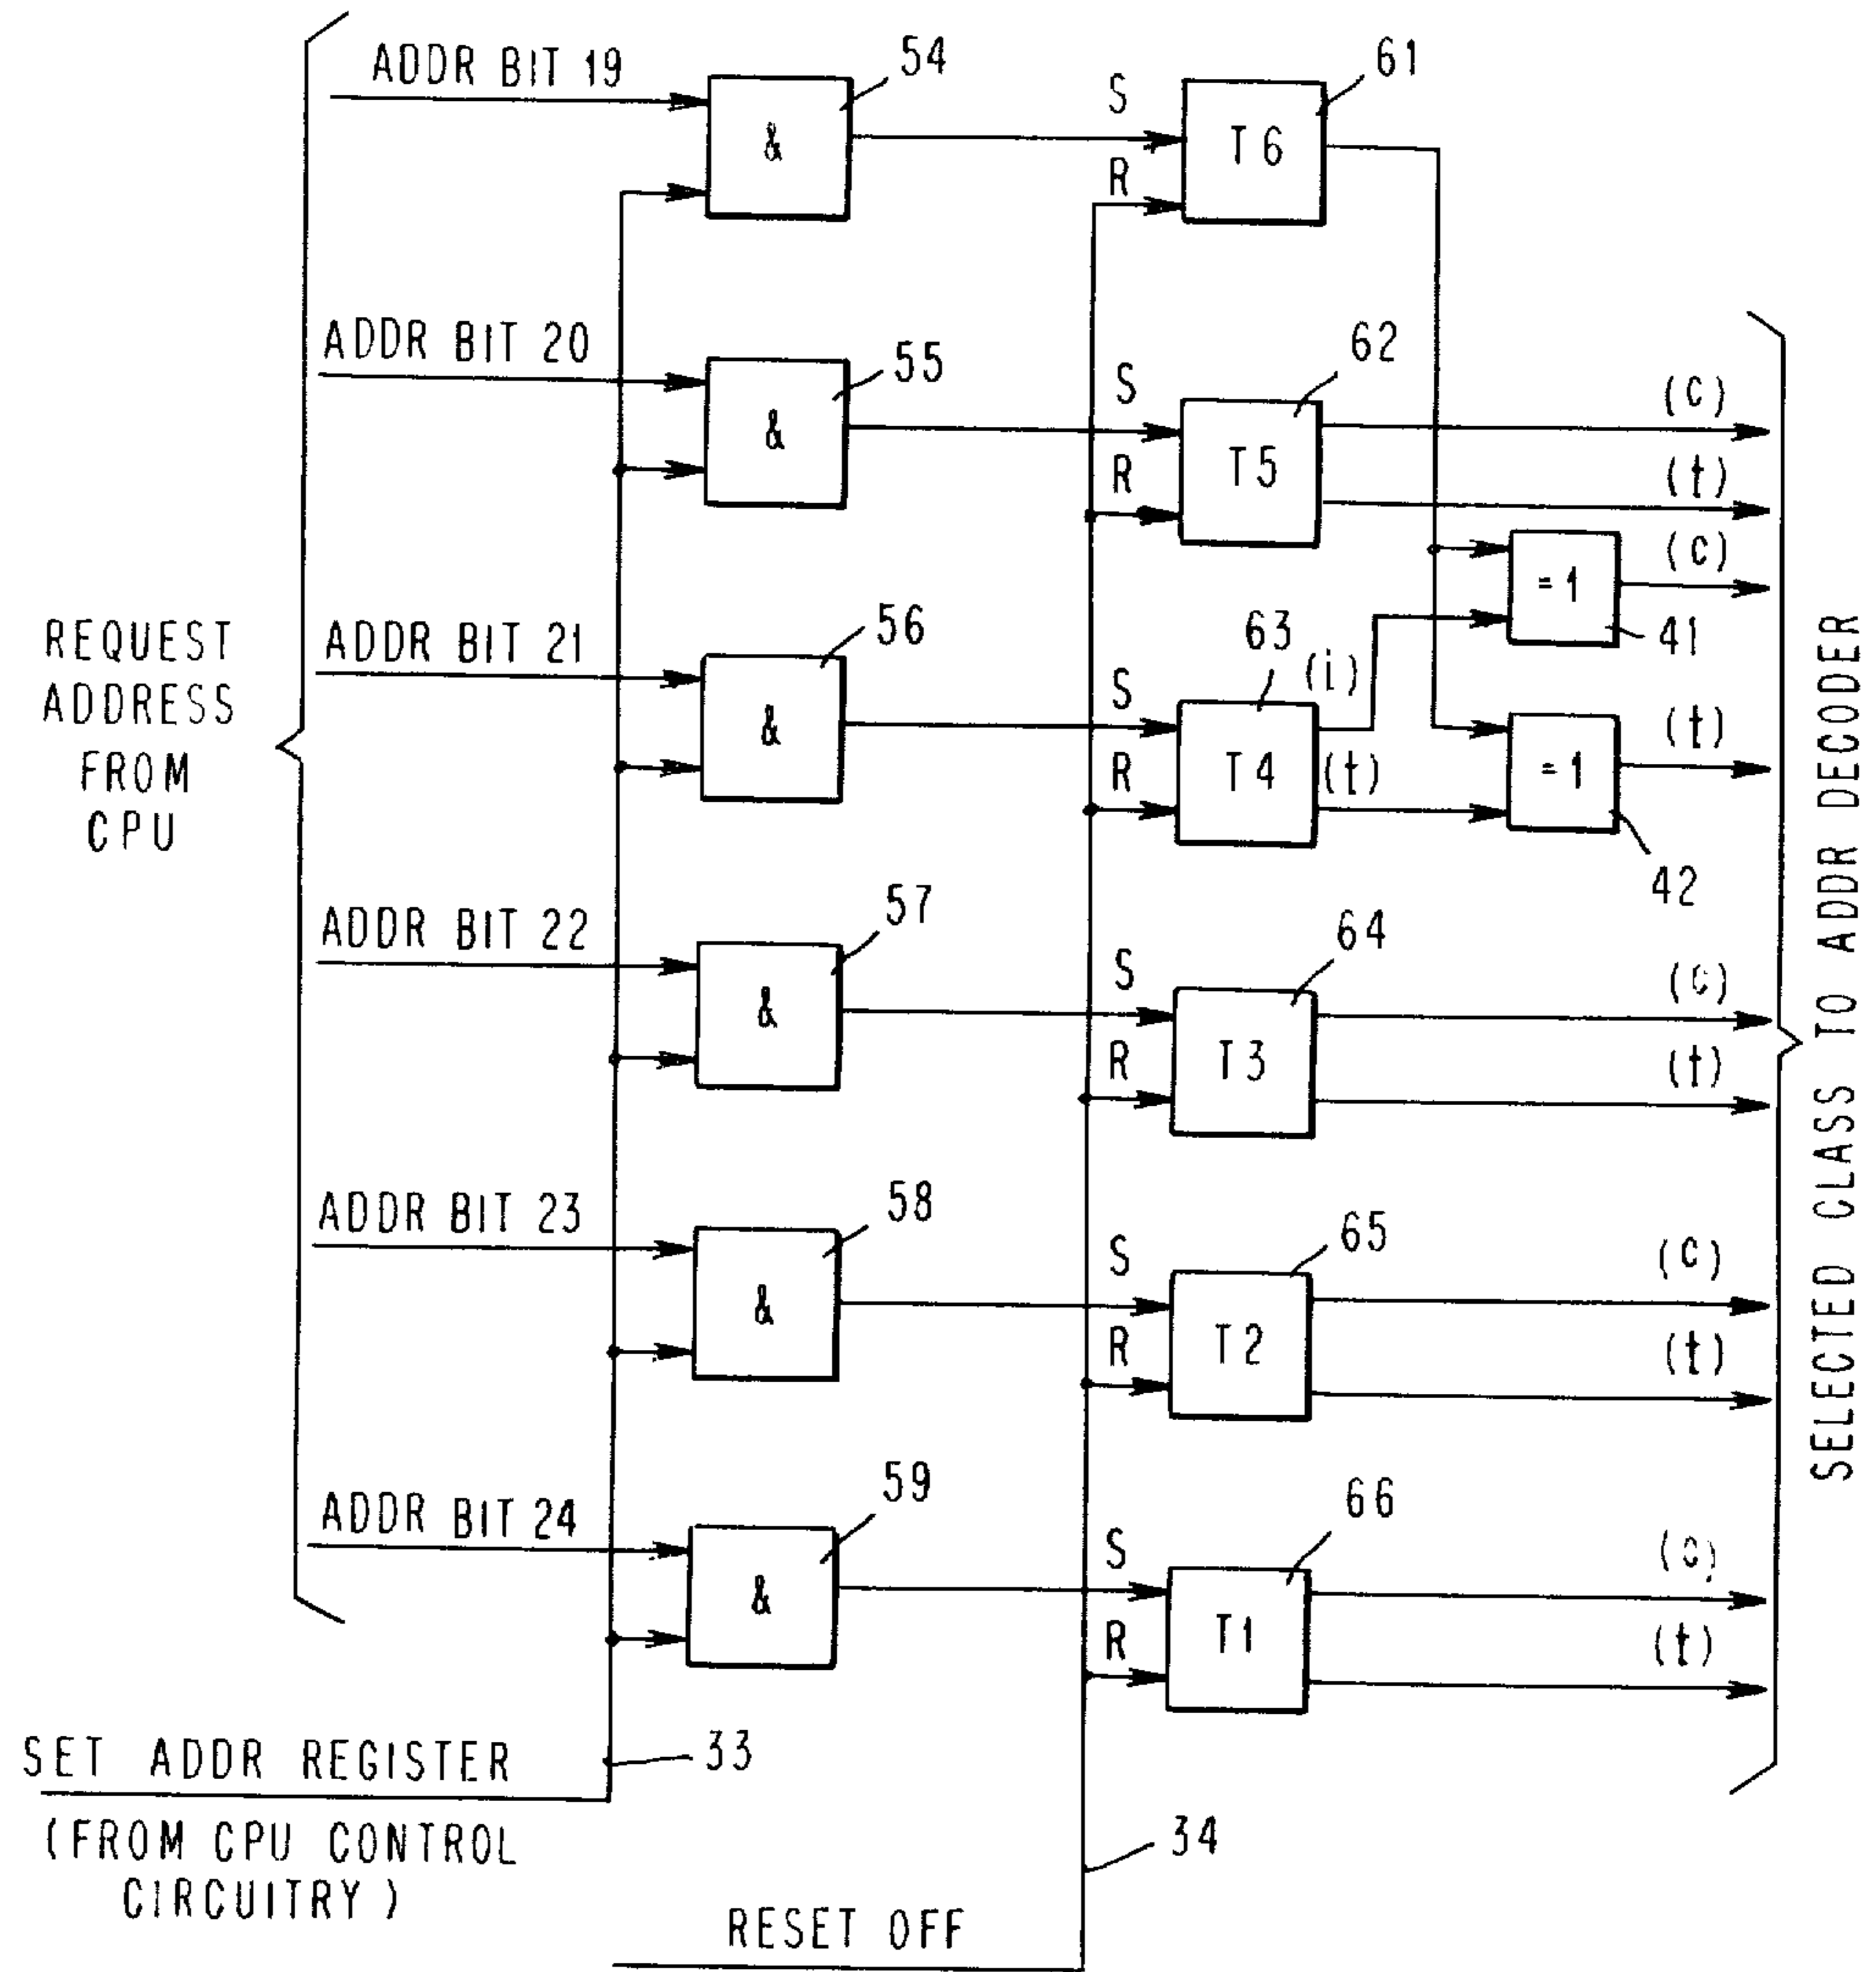 ADDR BIT 19
54
&
S
R
T6
61
ADDR BIT 20
55
&
S
R
T5
62
(c)
(t)
ADDR BIT 21
56
&
S
R
T4
63
(i)
(t)
=1
41
(c)
=1
42
(t)
ADDR BIT 22
57
&
S
R
T3
64
(c)
(t)
ADDR BIT 23
58
&
S
R
T2
65
(c)
(t)
ADDR BIT 24
59
&
S
R
T1
66
(c)
(t)
REQUEST
ADDRESS
FROM
CPU
SELECTED CLASS TO ADDR DECODER
SET ADDR REGISTER
(FROM CPU CONTROL
CIRCUITRY)
33
34
RESET OFF